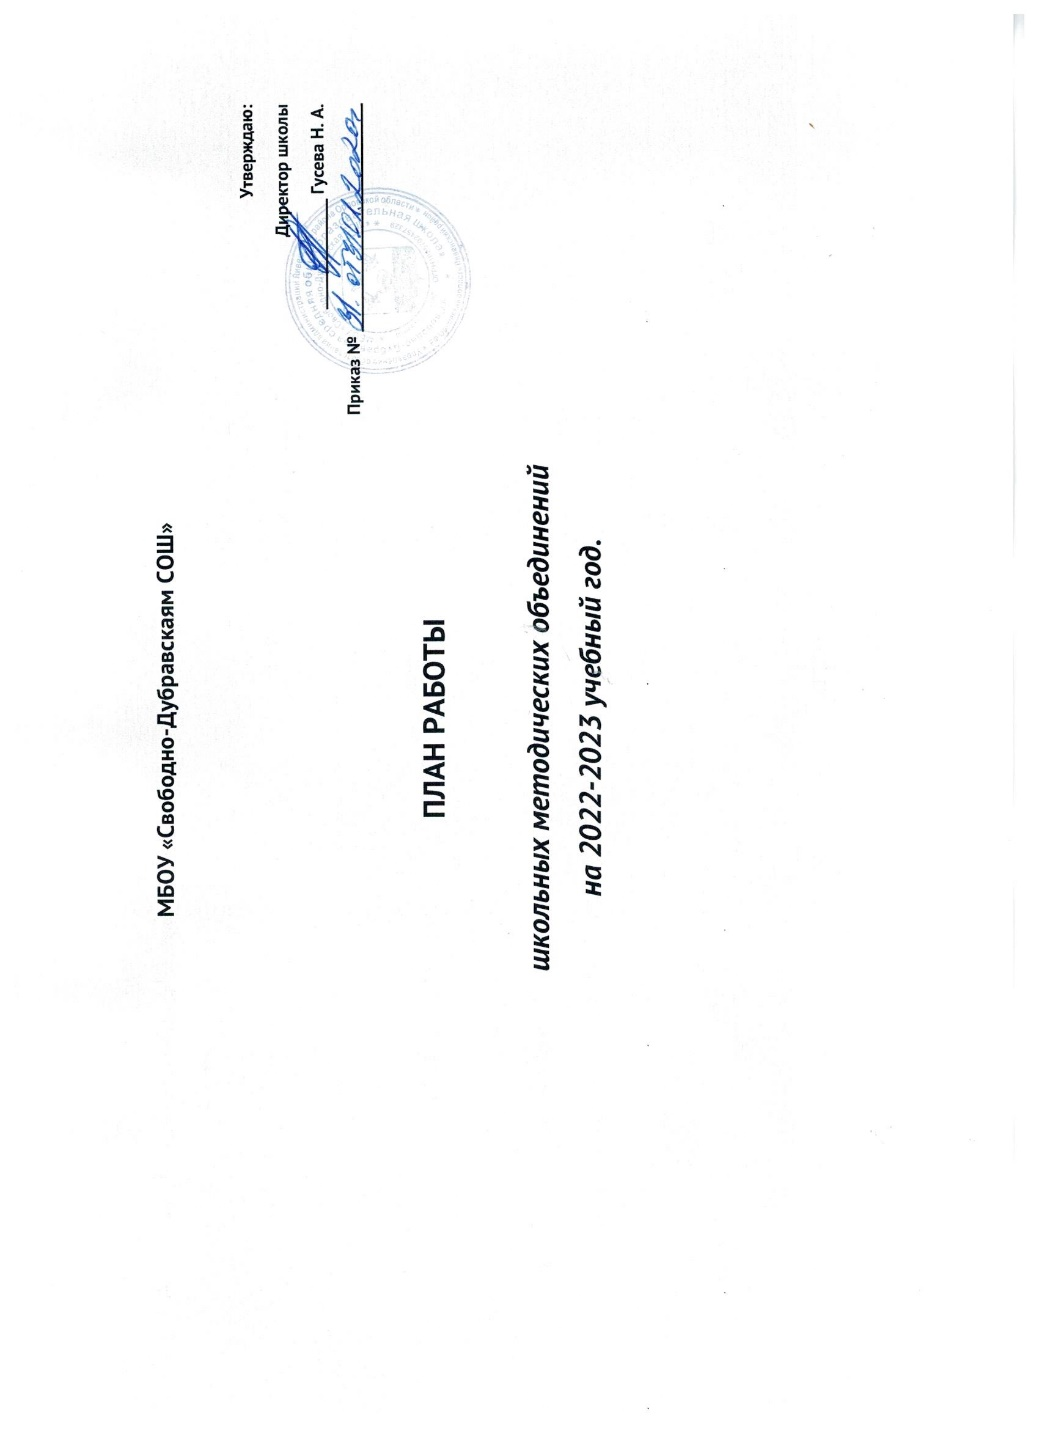 МБОУ «Свободно-Дубравскаям СОШ»
Утверждаю:
Директор школы
Гусева Н. А.
Приказ №
ПЛАН РАБОТЫ
школьных методических объединений
на 2022-2023 учебный год.